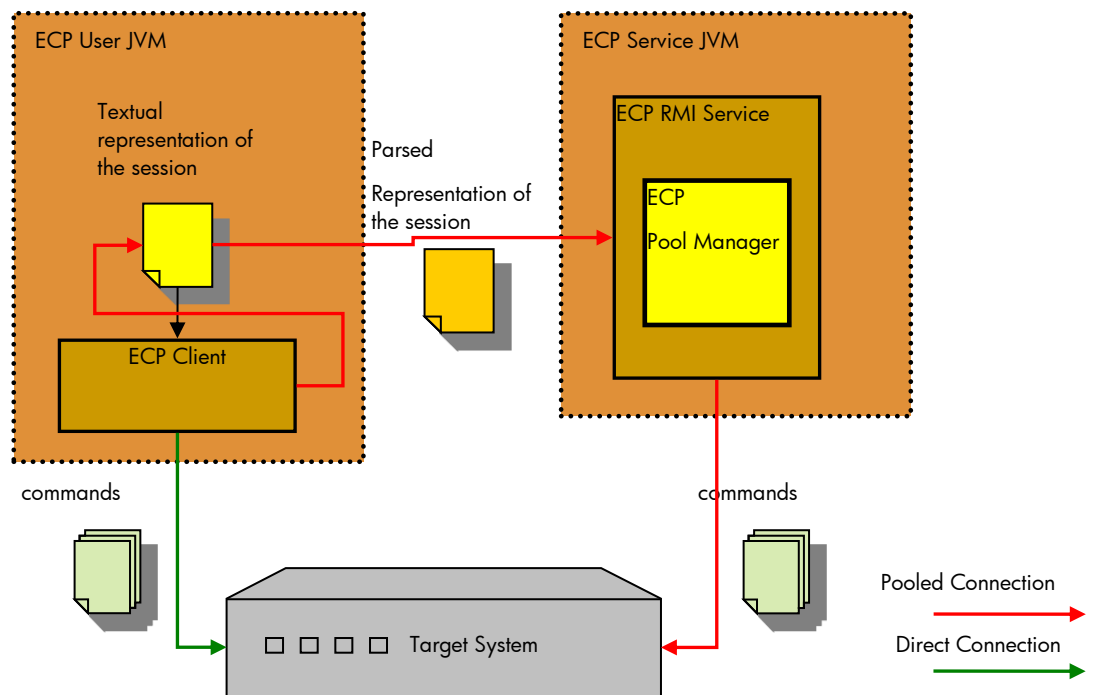 ECP User JVM
Textual
representation of
the session
ECP Client
commands
Parsed
Representation of
the session
ECP Service JVM
ECP RMI Service
ECP
Pool Manager
commands
Target System
Pooled Connection
Direct Connection